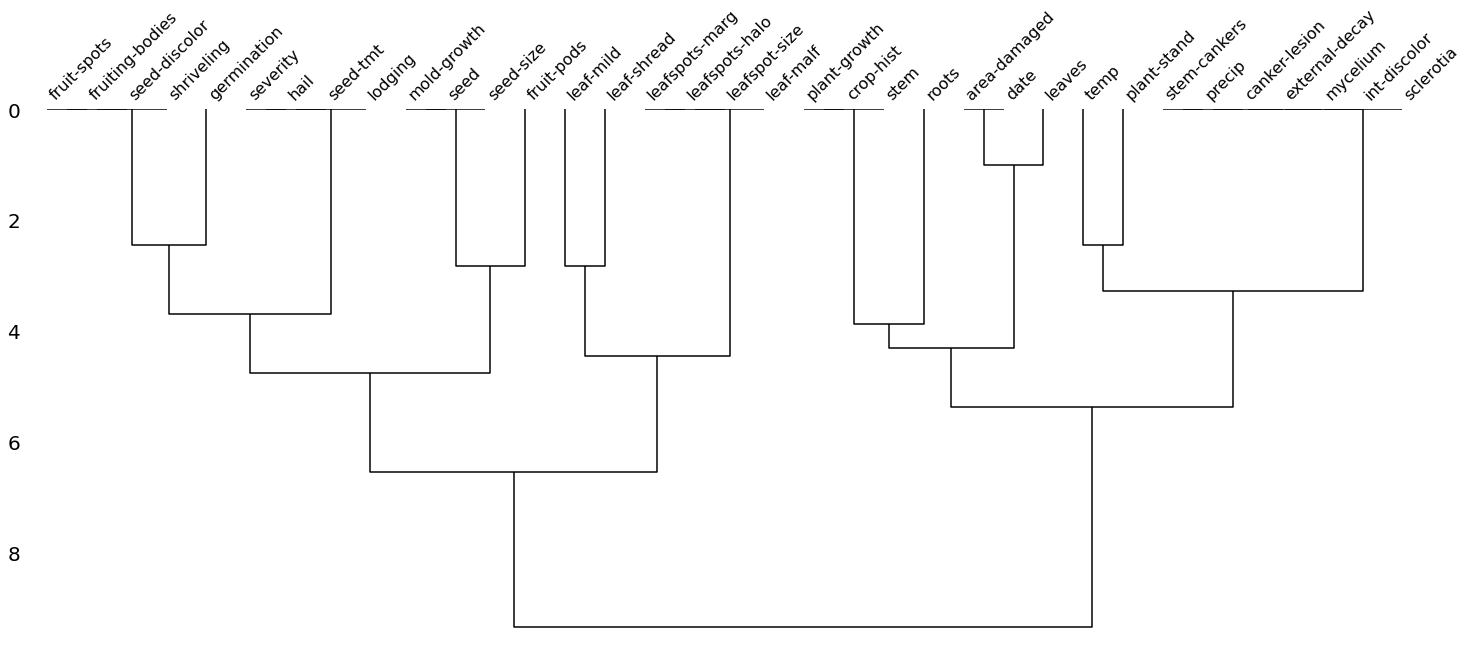 fruit-spots
fruiting-bodies
seed-discolor
shriveling
germination
severity
hail
seed-tmt
lodging
mold-growth
seed
seed-size
fruit-pods
leaf-mild
leaf-shread
leafspots-marg
leafspots-halo
leafspot-size
leaf-malf
plant-growth
crop-hist
stem
roots
area-damaged
date
leaves
temp
plant-stand
stem-cankers
precip
canker-lesion
external-decay
mycelium
int-discolor
sclerotia
0
2
4
6
8